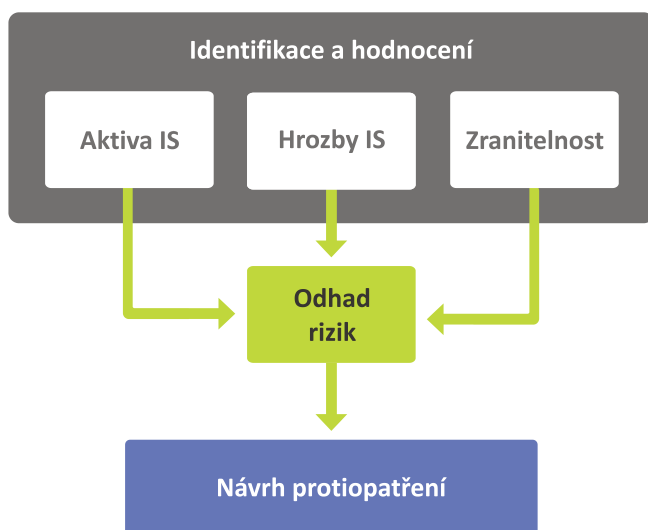 Identifikace a hodnocení
Aktiva IS
Hrozby IS
Zranitelnost
Odhad
rizik
Návrh protiopatření